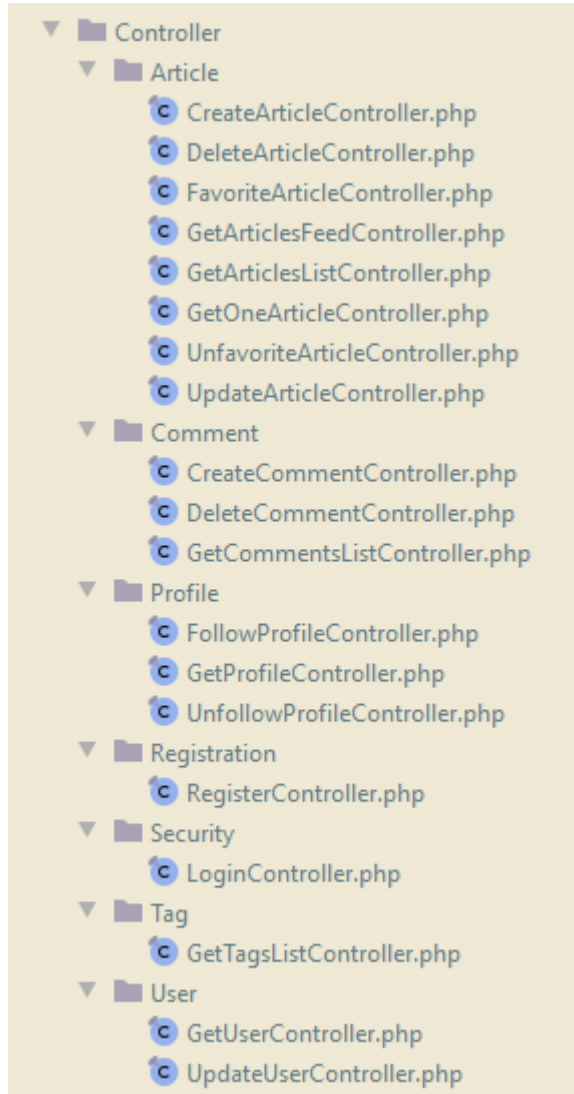 Controller
Article
CreateArticleController.php
DeleteArticleController.php
FavoriteArticleController.php
GetArticlesFeedController.php
GetArticlesListController.php
GetOneArticleController.php
UnfavoriteArticleController.php
UpdateArticleController.php
Comment
CreateCommentController.php
DeleteCommentController.php
GetCommentsListController.php
Profile
FollowProfileController.php
GetProfileController.php
UnfollowProfileController.php
Registration
RegisterController.php
Security
LoginController.php
Tag
GetTagsListController.php
User
GetUserController.php
UpdateUserController.php